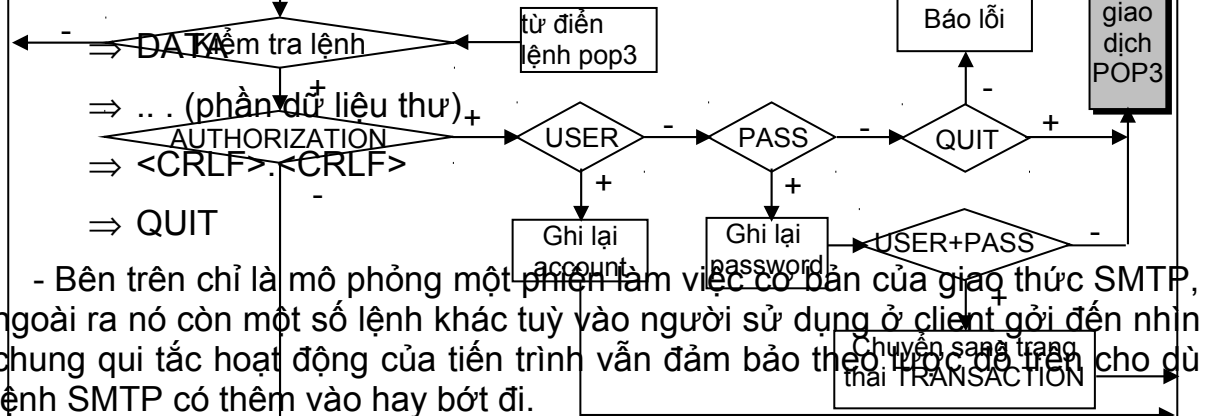 từ điển
lệnh pop3
Báo lỗi
giao
dịch
POP3
-
Kiểm tra lệnh
⇒ DATA
+
-
⇒ .. . (phần dữ liệu thư)
+
-
-
+
AUTHORIZATION
USER
PASS
QUIT
⇒ <CRLF>.<CRLF>
-
+
+
⇒ QUIT
Ghi lại
account
Ghi lại
password
USER+PASS
-
- Bên trên chỉ là mô phỏng một phiên làm việc cơ bản của giao thức SMTP,
+
ngoài ra nó còn một số lệnh khác tuỳ vào người sử dụng ở client gởi đến nhìn
chung qui tắc hoạt động của tiến trình vẫn đảm bảo theo lược đồ trên cho dù
lệnh SMTP có thêm vào hay bớt đi.
Chuyển sang trạng
thái TRANSACTION